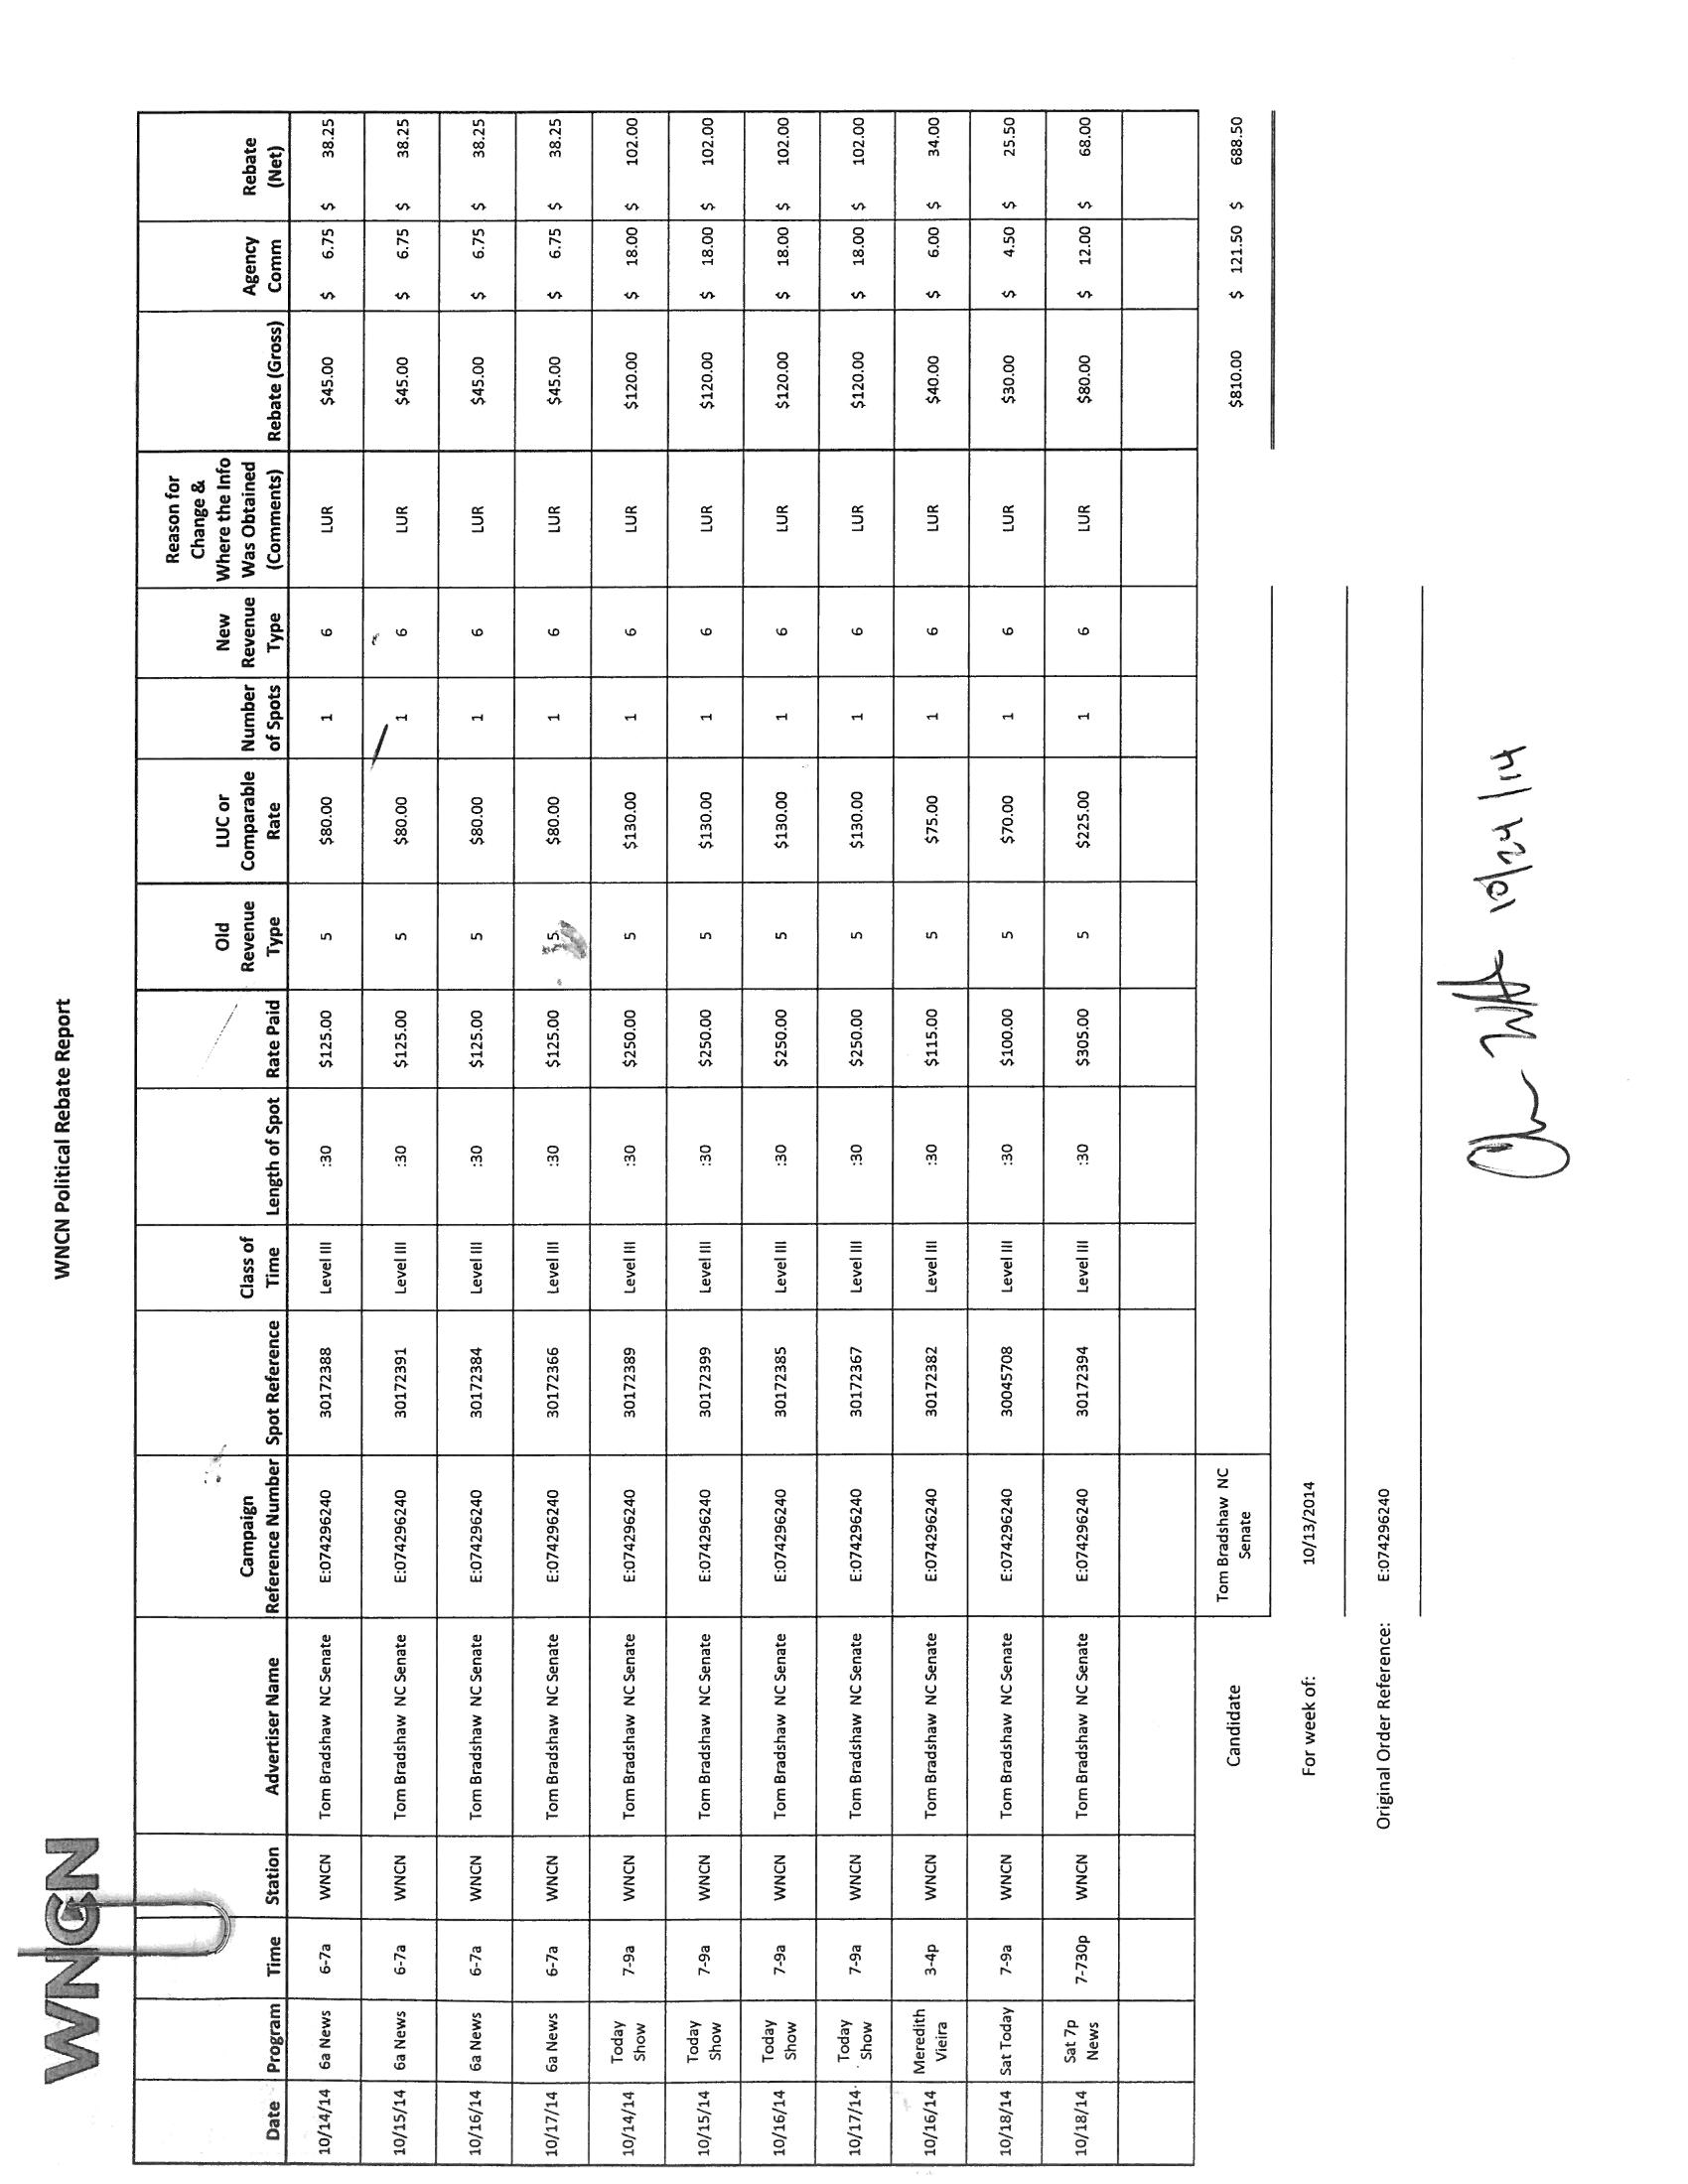 WNCN
WNCN Political Rebate Report
Date Program Time Station Advertiser Name Campaign Reference Number Spot Reference Class of Time Length of Spot Rate Paid Old Revenue Type LUC or Comparable Rate Number of Spots New Revenue Type Reason for Change & Where the Info Was Obtained (Comments) Rebate (Gross) Agency Comm Rebate (Net)
10/14/14 6a News 6-7a WNCN Tom Bradshaw NC Senate E:074296240 30172388 Level III :30 $125.00 5 $80.00 1 6 LUR $45.00 $ 6.75 $ 38.25
10/15/14 6a News 6-7a WNCN Tom Bradshaw NC Senate E:074296240 30172391 Level III :30 $125.00 5 $80.00 1 6 LUR $45.00 $ 6.75 $ 38.25
10/16/14 6a News 6-7a WNCN Tom Bradshaw NC Senate E:074296240 30172384 Level III :30 $125.00 5 $80.00 1 6 LUR $45.00 $ 6.75 $ 38.25
10/17/14 6a News 6-7a WNCN Tom Bradshaw NC Senate E:074296240 30172366 Level III :30 $125.00 5 $80.00 1 6 LUR $45.00 $ 6.75 $ 38.25
10/14/14 Today Show 7-9a WNCN Tom Bradshaw NC Senate E:074296240 30172389 Level III :30 $250.00 5 $130.00 1 6 LUR $120.00 $ 18.00 $ 102.00
10/15/14 Today Show 7-9a WNCN Tom Bradshaw NC Senate E:074296240 30172399 Level III :30 $250.00 5 $130.00 1 6 LUR $120.00 $ 18.00 $ 102.00
10/16/14 Today Show 7-9a WNCN Tom Bradshaw NC Senate E:074296240 30172385 Level III :30 $250.00 5 $130.00 1 6 LUR $120.00 $ 18.00 $ 102.00
10/17/14 Today Show 7-9a WNCN Tom Bradshaw NC Senate E:074296240 30172367 Level III :30 $250.00 5 $130.00 1 6 LUR $120.00 $ 18.00 $ 102.00
10/16/14 Meredith Vieira 3-4p WNCN Tom Bradshaw NC Senate E:074296240 30172382 Level III :30 $115.00 5 $75.00 1 6 LUR $40.00 $ 6.00 $ 34.00
10/18/14 Sat Today 7-9a WNCN Tom Bradshaw NC Senate E:074296240 30045708 Level III :30 $100.00 5 $70.00 1 6 LUR $30.00 $ 4.50 $ 25.50
10/18/14 Sat 7p News 7-730p WNCN Tom Bradshaw NC Senate E:074296240 30172394 Level III :30 $305.00 5 $225.00 1 6 LUR $80.00 $ 12.00 $ 68.00
Candidate Tom Bradshaw NC Senate $810.00 $ 121.50 $ 688.50
For week of: 10/13/2014
Original Order Reference: E:074296240
10/24/14